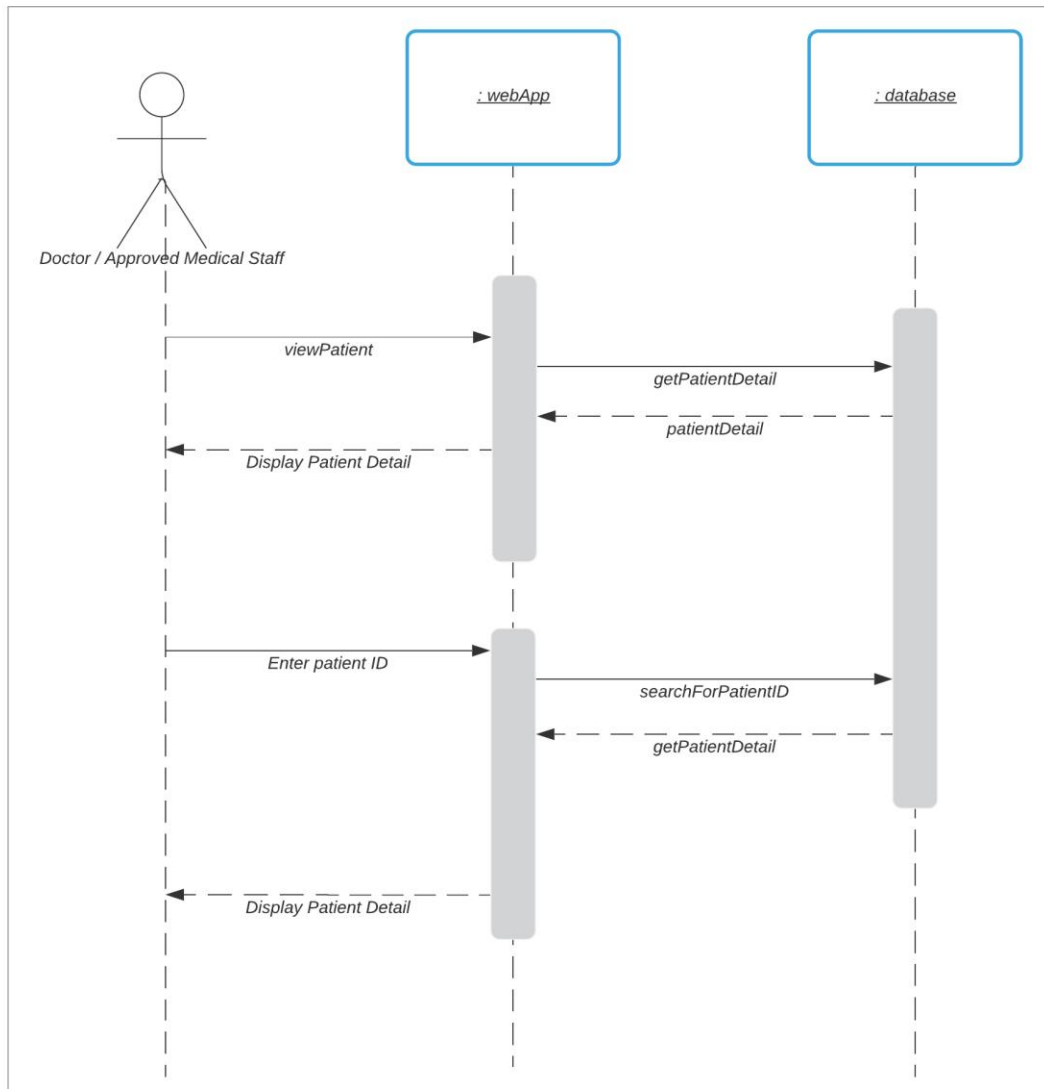 : webApp
: database
Doctor / Approved Medical Staff
viewPatient
getPatientDetail
patientDetail
Display Patient Detail
Enter patient ID
searchForPatientID
getPatientDetail
Display Patient Detail